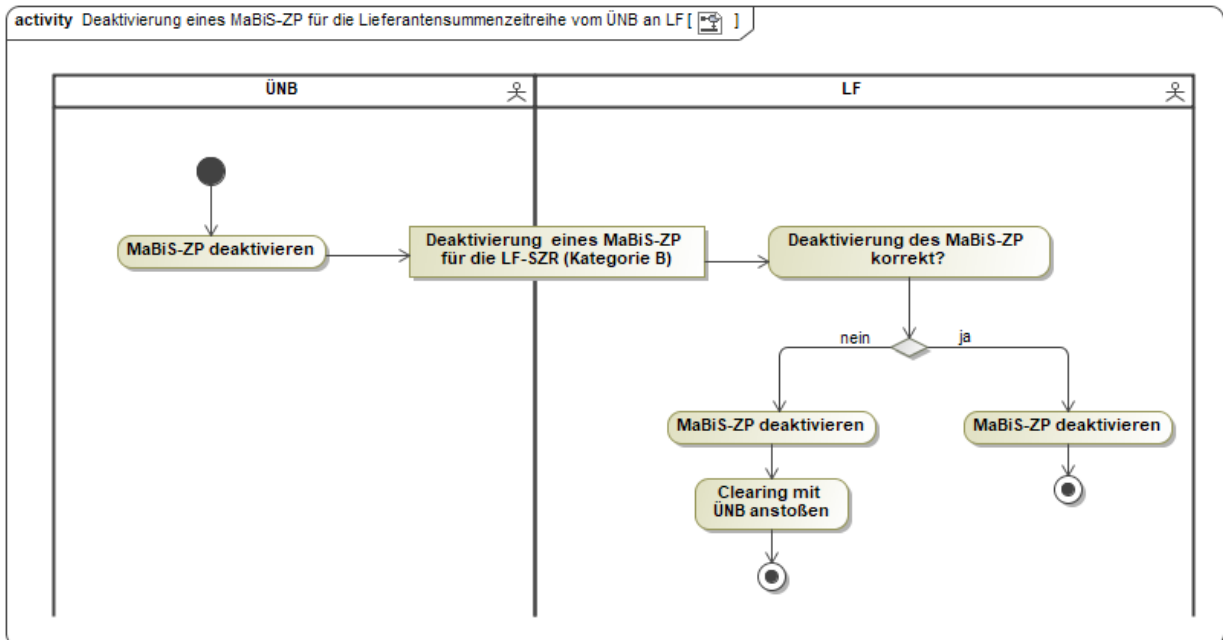 activity Deaktivierung eines MaBiS-ZP für die Lieferantensummenzeitreihe vom ÜNB an LF [ ]
ÜNB
LF
MaBiS-ZP deaktivieren
Deaktivierung eines MaBiS-ZP
für die LF-SZR (Kategorie B)
Deaktivierung des MaBiS-ZP
korrekt?
nein
ja
MaBiS-ZP deaktivieren
MaBiS-ZP deaktivieren
Clearing mit
ÜNB anstoßen